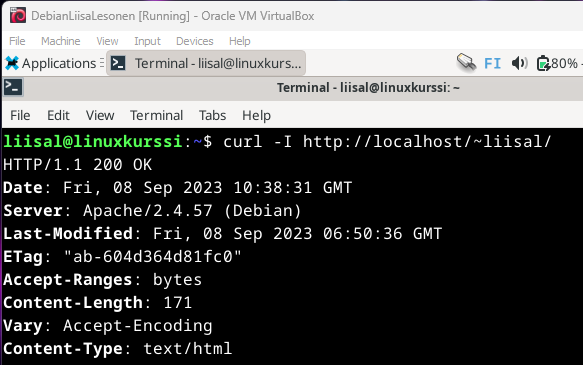 DebianLiisaLesonen [Running] - Oracle VM VirtualBox
File Machine View Input Devices Help
Applications Terminal - liisal@linuxkurs... FI 80%
Terminal - liisal@linuxkurssi: ~
File Edit View Terminal Tabs Help
liisal@linuxkurssi:~$ curl -I http://localhost/~liisal/
HTTP/1.1 200 OK
Date: Fri, 08 Sep 2023 10:38:31 GMT
Server: Apache/2.4.57 (Debian)
Last-Modified: Fri, 08 Sep 2023 06:50:36 GMT
ETag: "ab-604d364d81fc0"
Accept-Ranges: bytes
Content-Length: 171
Vary: Accept-Encoding
Content-Type: text/html